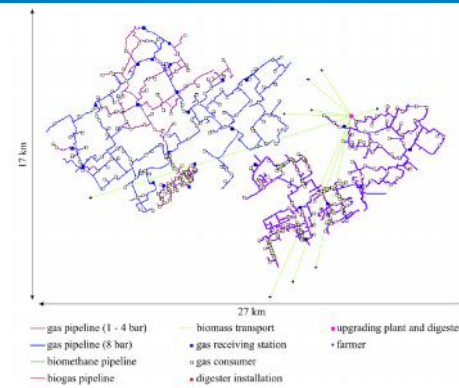 17 km
27 km
gas pipeline (1 - 4 bar)
gas pipeline (8 bar)
biomethane pipeline
biogas pipeline
biomass transport
gas receiving station
gas consumer
digester installation
upgrading plant and digester
farmer